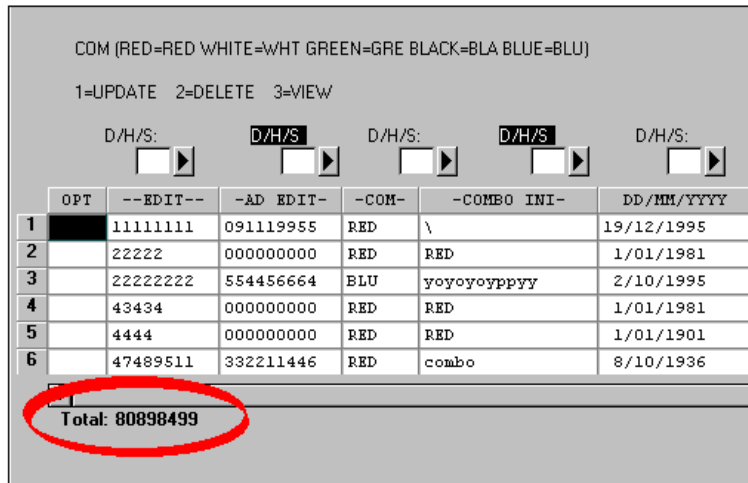 COM (RED=RED WHITE=WHT GREEN=GRE BLACK=BLA BLUE=BLU)
1=UPDATE 2=DELETE 3=VIEW
D/H/S: D/H/S D/H/S: D/H/S D/H/S:
OPT --EDIT-- -AD EDIT- -COM- -COMBO INI- DD/MM/YYYY
1 11111111 091119955 RED \ 19/12/1995
2 22222 000000000 RED RED 1/01/1981
3 22222222 554456664 BLU yoyoyoyppyy 2/10/1995
4 43434 000000000 RED RED 1/01/1981
5 4444 000000000 RED RED 1/01/1901
6 47489511 332211446 RED combo 8/10/1936
Total: 80898499